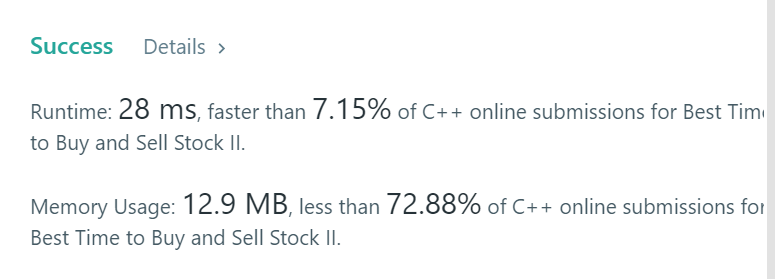 Success Details >
Runtime: 28 ms, faster than 7.15% of C++ online submissions for Best Time
to Buy and Sell Stock II.
Memory Usage: 12.9 MB, less than 72.88% of C++ online submissions for
Best Time to Buy and Sell Stock II.